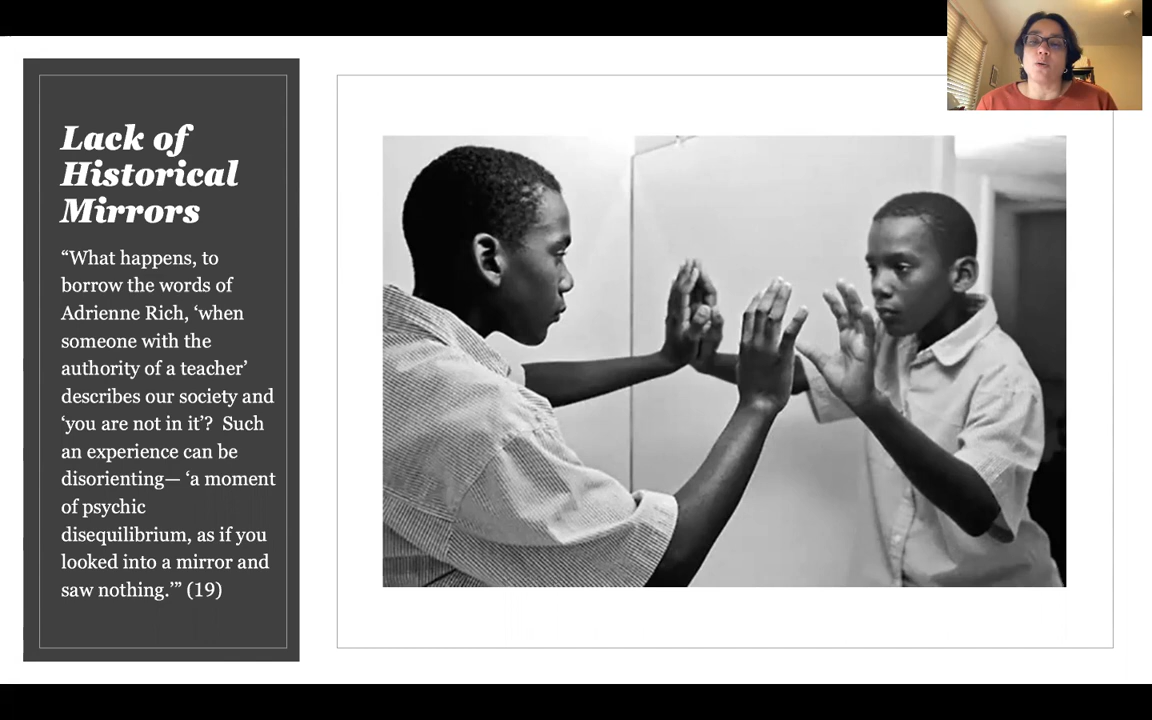 Lack of
Historical
Mirrors
“What happens, to
borrow the words of
Adrienne Rich, ‘when
someone with the
authority of a teacher’
describes our society and
‘you are not in it’?  Such
an experience can be
disorienting— ‘a moment
of psychic
disequilibrium, as if you
looked into a mirror and
saw nothing.’” (19)